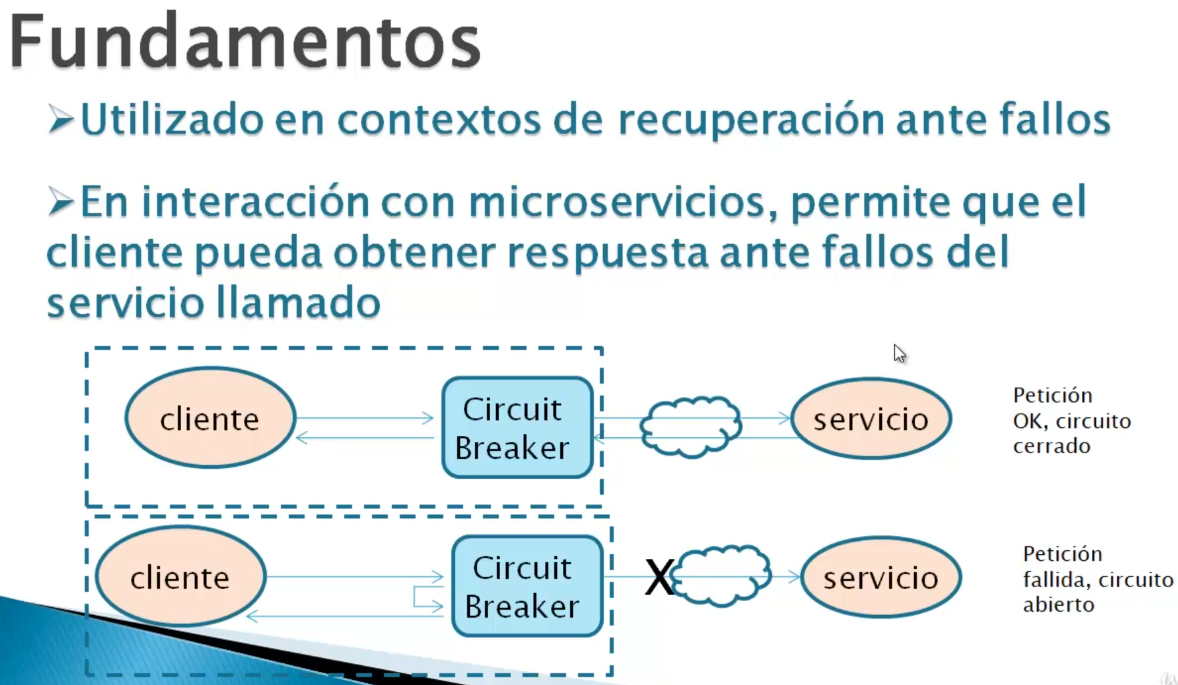 Fundamentos
➢Utilizado en contextos de recuperación ante fallos
➢En interacción con microservicios, permite que el
cliente pueda obtener respuesta ante fallos del
servicio llamado
cliente
Circuit
Breaker
servicio
Petición
OK, circuito
cerrado
cliente
Circuit
Breaker
X
servicio
Petición
fallida, circuito
abierto